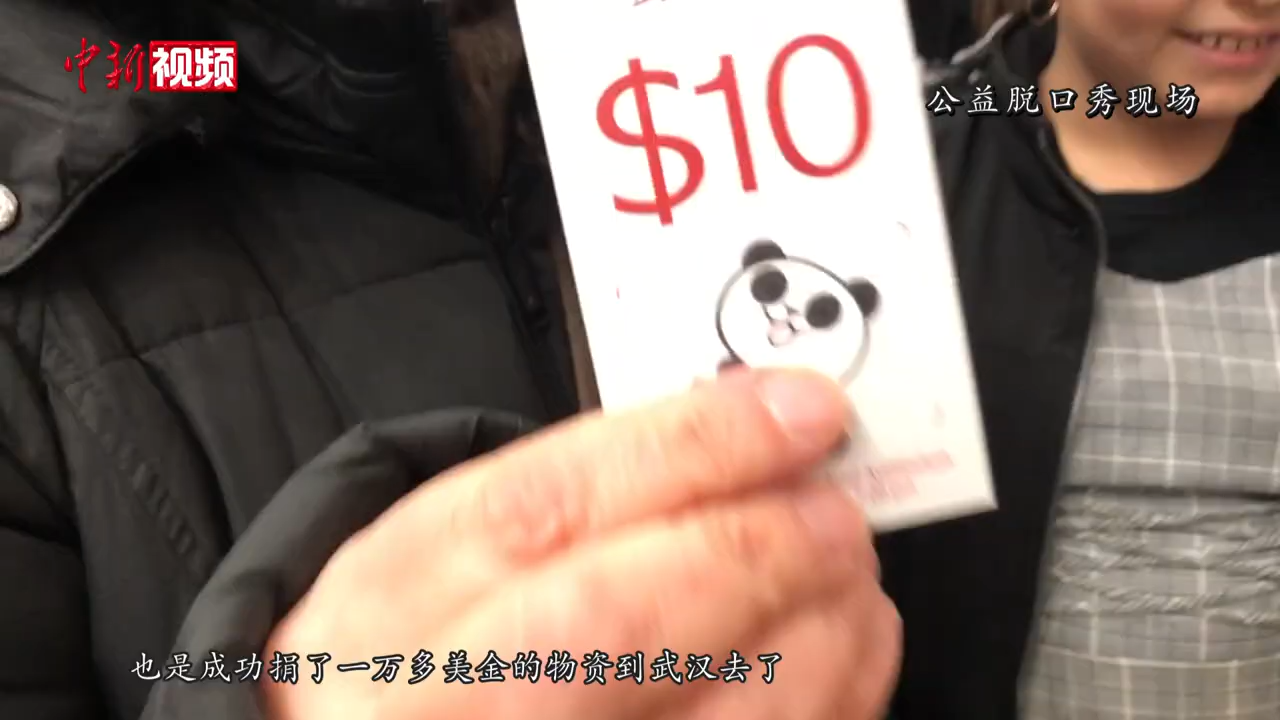 中新视频
公益脱口秀现场
$10
也是成功捐了一万多美金的物资到武汉去了